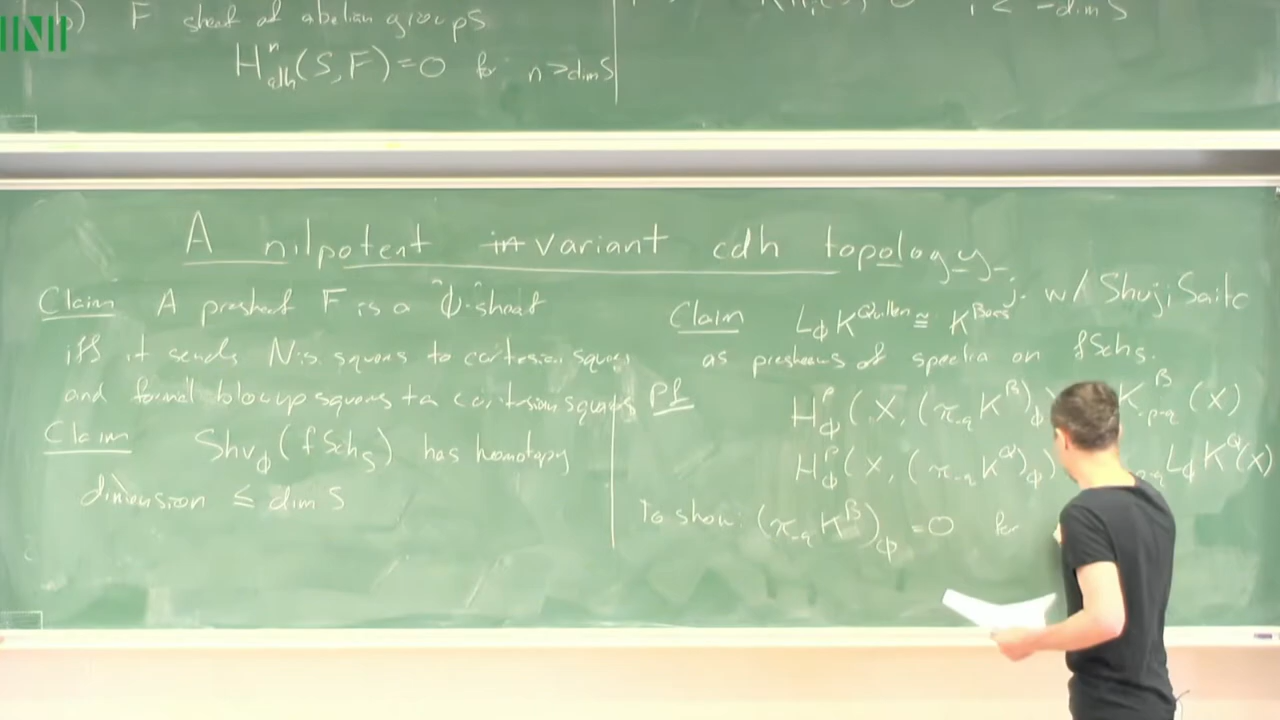 b) F sheaf of abelian groups
H^n_cdh(S,F)=0 for n>dim S
i < -dim S
A nilpotent invariant cdh topology
j. w/ Shuji Saito
Claim A presheaf F is a ϕ-sheaf
iff it sends Nis. squares to cartesian squares
and formal blowup squares to cartesian squares
Claim Shv_ϕ(fSch_S) has homotopy
dimension ≤ dim S
Claim L_ϕ K^Quillen ≅ K^Bass
as presheaves of spectra on fSch_S.
Pf H^p_ϕ(X, (π_-q K^B)_ϕ) K^B_-p-q(X)
H^p_ϕ(X, (π_-q K^Q)_ϕ) L_ϕ K^Q(X)
To show: (π_-q K^B)_ϕ = 0 for